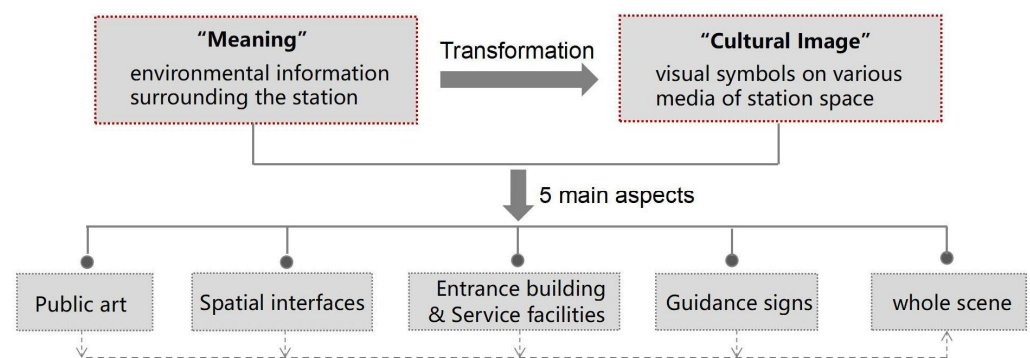 “Meaning”
environmental information
surrounding the station
Transformation
“Cultural Image”
visual symbols on various
media of station space
5 main aspects
Public art
Spatial interfaces
Entrance building
& Service facilities
Guidance signs
whole scene